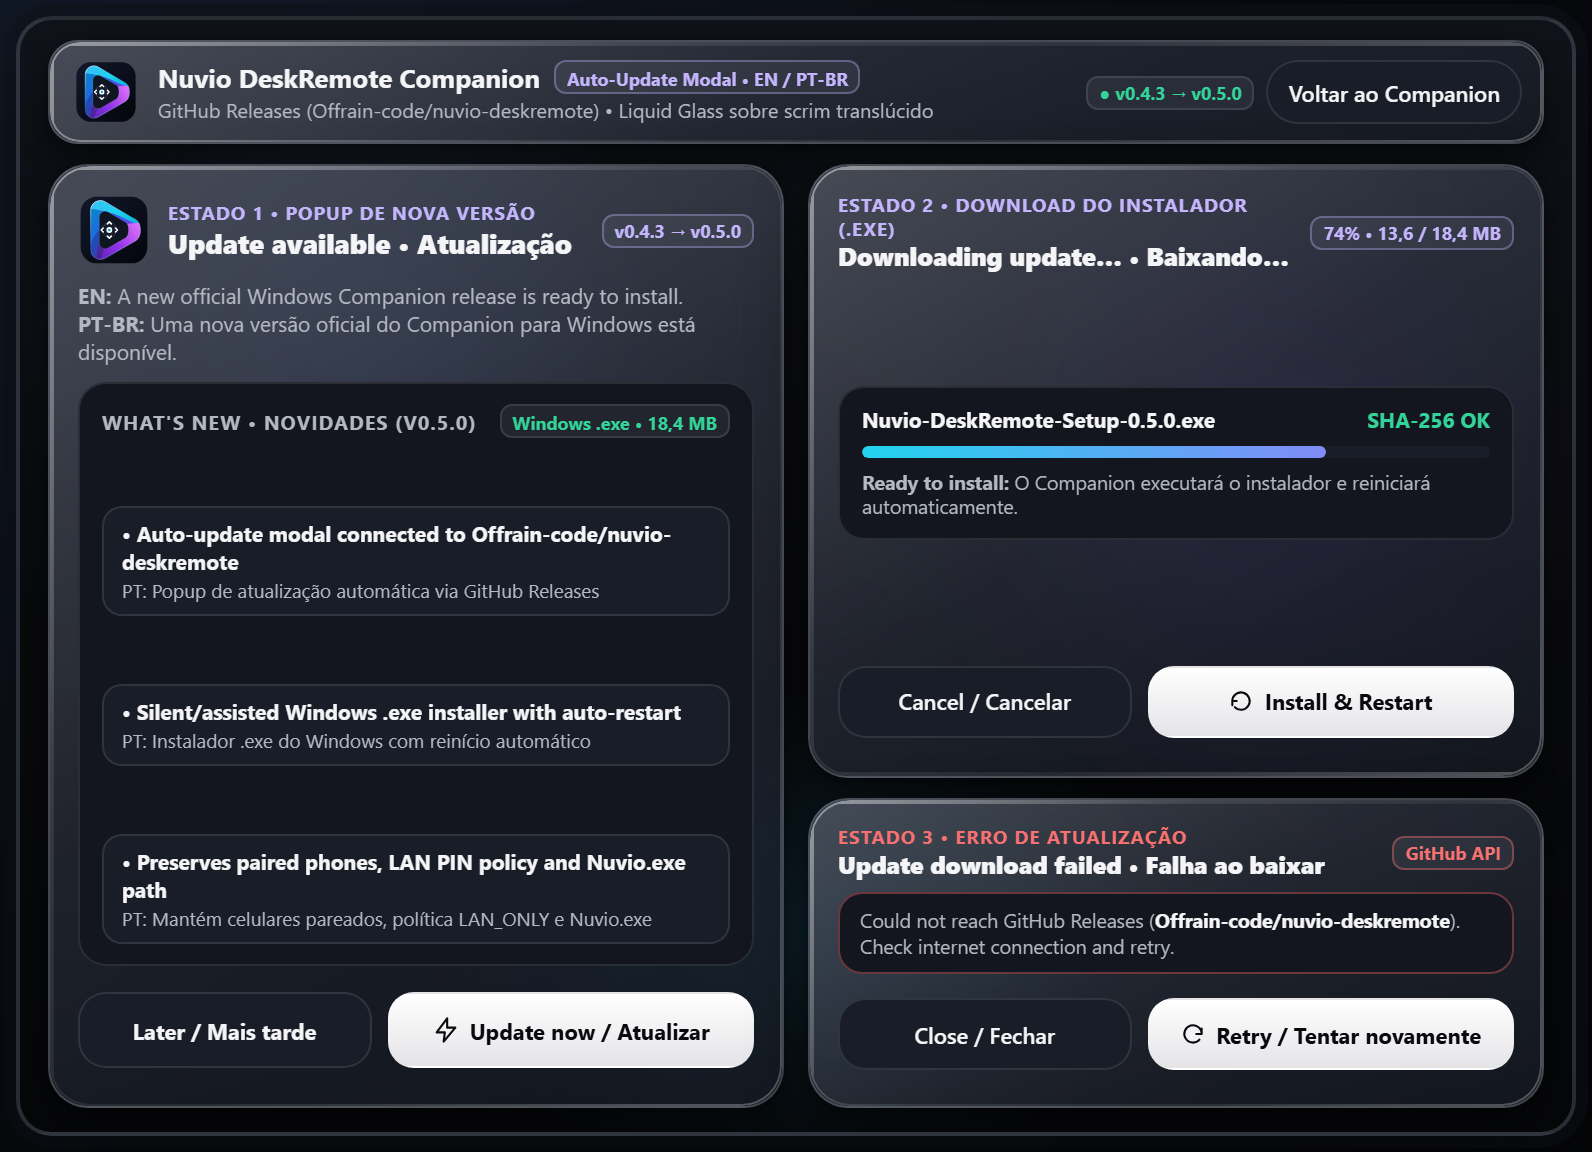 Nuvio DeskRemote Companion
Auto-Update Modal • EN / PT-BR
GitHub Releases (Offrain-code/nuvio-deskremote) • Liquid Glass sobre scrim translúcido
● v0.4.3 → v0.5.0
Voltar ao Companion
ESTADO 1 • POPUP DE NOVA VERSÃO
Update available • Atualização
v0.4.3 → v0.5.0
EN: A new official Windows Companion release is ready to install.
PT-BR: Uma nova versão oficial do Companion para Windows está
disponível.
WHAT'S NEW • NOVIDADES (V0.5.0)
Windows .exe • 18,4 MB
• Auto-update modal connected to Offrain-code/nuvio-
deskremote
PT: Popup de atualização automática via GitHub Releases
• Silent/assisted Windows .exe installer with auto-restart
PT: Instalador .exe do Windows com reinício automático
• Preserves paired phones, LAN PIN policy and Nuvio.exe
path
PT: Mantém celulares pareados, política LAN_ONLY e Nuvio.exe
Later / Mais tarde
Update now / Atualizar
ESTADO 2 • DOWNLOAD DO INSTALADOR
(.EXE)
Downloading update... • Baixando...
74% • 13,6 / 18,4 MB
Nuvio-DeskRemote-Setup-0.5.0.exe
SHA-256 OK
Ready to install: O Companion executará o instalador e reiniciará
automaticamente.
Cancel / Cancelar
Install & Restart
ESTADO 3 • ERRO DE ATUALIZAÇÃO
Update download failed • Falha ao baixar
GitHub API
Could not reach GitHub Releases (Offrain-code/nuvio-deskremote).
Check internet connection and retry.
Close / Fechar
Retry / Tentar novamente